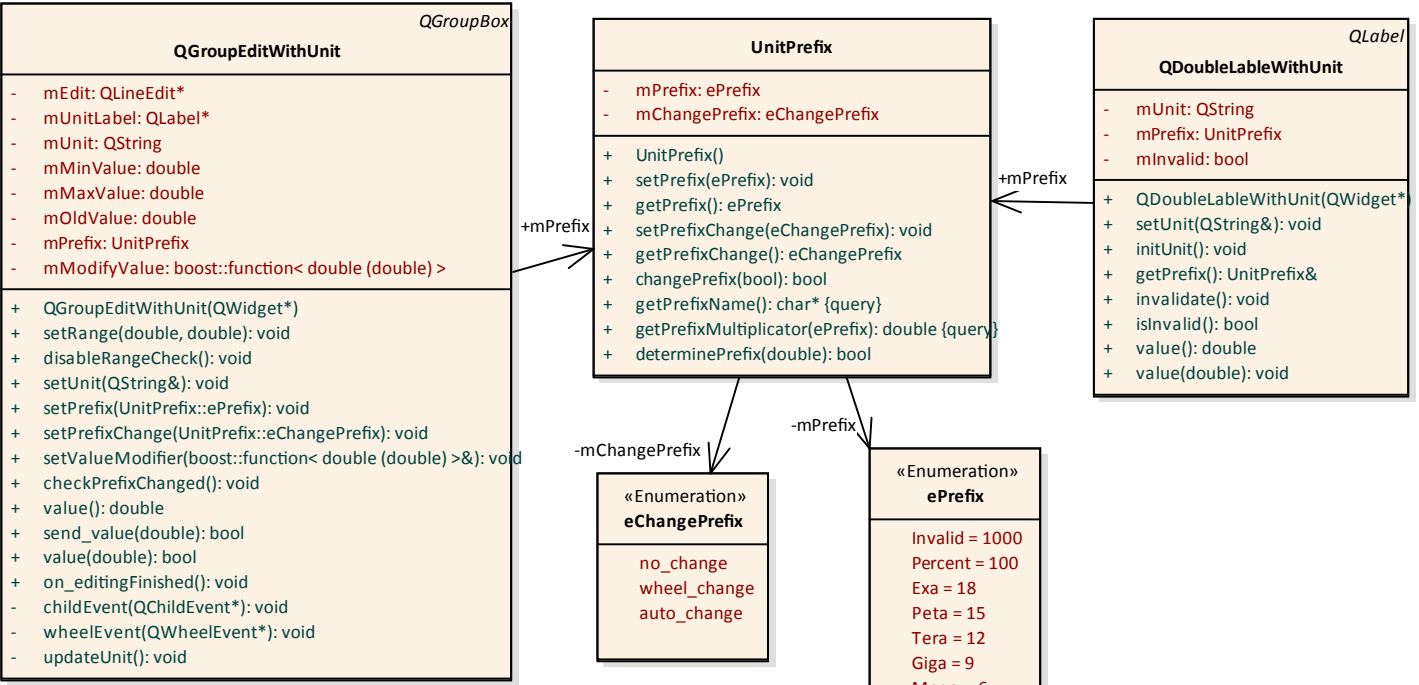 QGroupBox
QGroupEditWithUnit
- mEdit: QLineEdit*
- mUnitLabel: QLabel*
- mUnit: QString
- mMinValue: double
- mMaxValue: double
- mOldValue: double
- mPrefix: UnitPrefix
- mModifyValue: boost::function< double (double) >
+ QGroupEditWithUnit(QWidget*)
+ setRange(double, double): void
+ disableRangeCheck(): void
+ setUnit(QString&): void
+ setPrefix(UnitPrefix::ePrefix): void
+ setPrefixChange(UnitPrefix::eChangePrefix): void
+ setValueModifier(boost::function< double (double) >&): void
+ checkPrefixChanged(): void
+ value(): double
+ send_value(double): bool
+ value(double): bool
+ on_editingFinished(): void
- childEvent(QChildEvent*): void
- wheelEvent(QWheelEvent*): void
- updateUnit(): void
+mPrefix
UnitPrefix
- mPrefix: ePrefix
- mChangePrefix: eChangePrefix
+ UnitPrefix()
+ setPrefix(ePrefix): void
+ getPrefix(): ePrefix
+ setPrefixChange(eChangePrefix): void
+ getPrefixChange(): eChangePrefix
+ changePrefix(bool): bool
+ getPrefixName(): char* {query}
+ getPrefixMultiplicator(ePrefix): double {query}
+ determinePrefix(double): bool
+mPrefix
QLabel
QDoubleLableWithUnit
- mUnit: QString
- mPrefix: UnitPrefix
- mInvalid: bool
+ QDoubleLableWithUnit(QWidget*)
+ setUnit(QString&): void
+ initUnit(): void
+ getPrefix(): UnitPrefix&
+ invalidate(): void
+ isInvalid(): bool
+ value(): double
+ value(double): void
-mChangePrefix
«Enumeration»
eChangePrefix
no_change
wheel_change
auto_change
-mPrefix
«Enumeration»
ePrefix
Invalid = 1000
Percent = 100
Exa = 18
Peta = 15
Tera = 12
Giga = 9